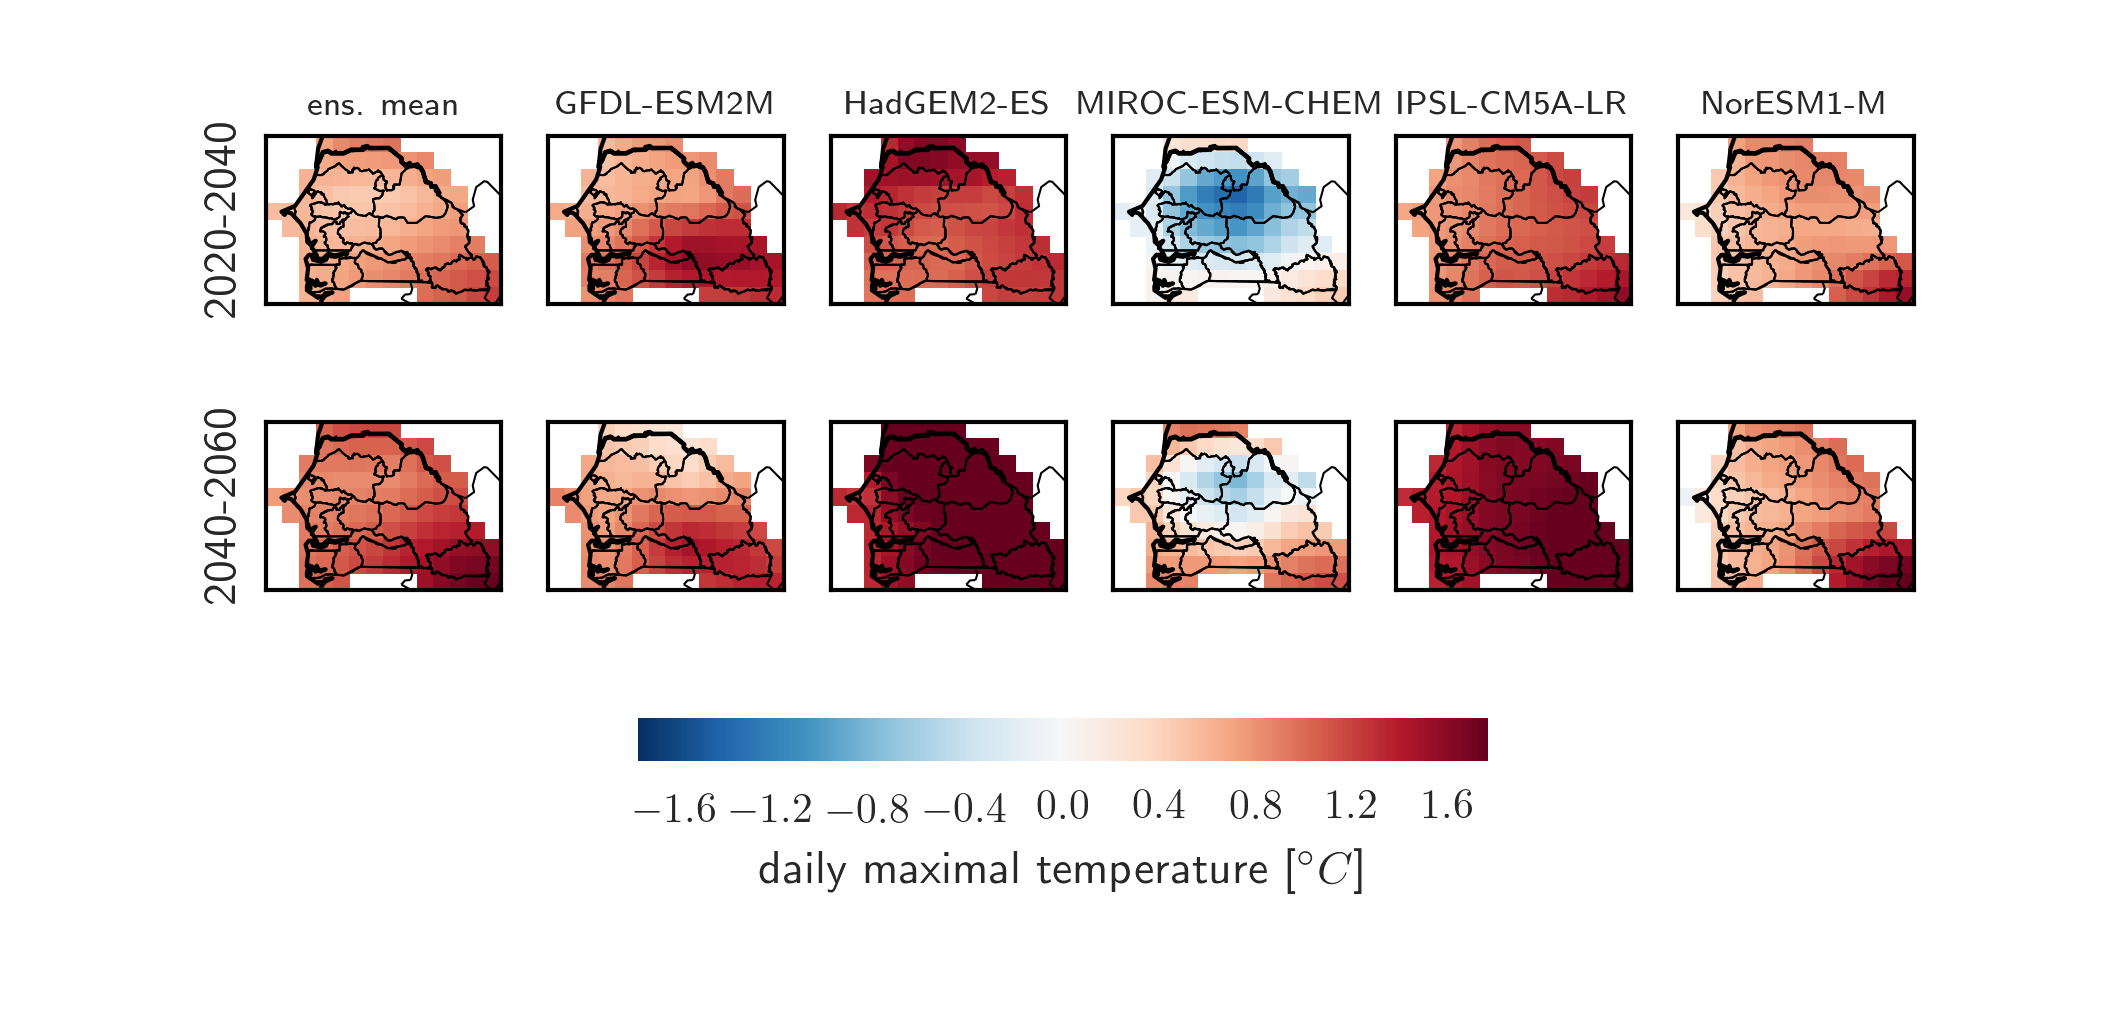 ens. mean
GFDL-ESM2M
HadGEM2-ES
MIROC-ESM-CHEM
IPSL-CM5A-LR
NorESM1-M
2020-2040
2040-2060
−1.6 −1.2 −0.8 −0.4 0.0 0.4 0.8 1.2 1.6
daily maximal temperature [°C]